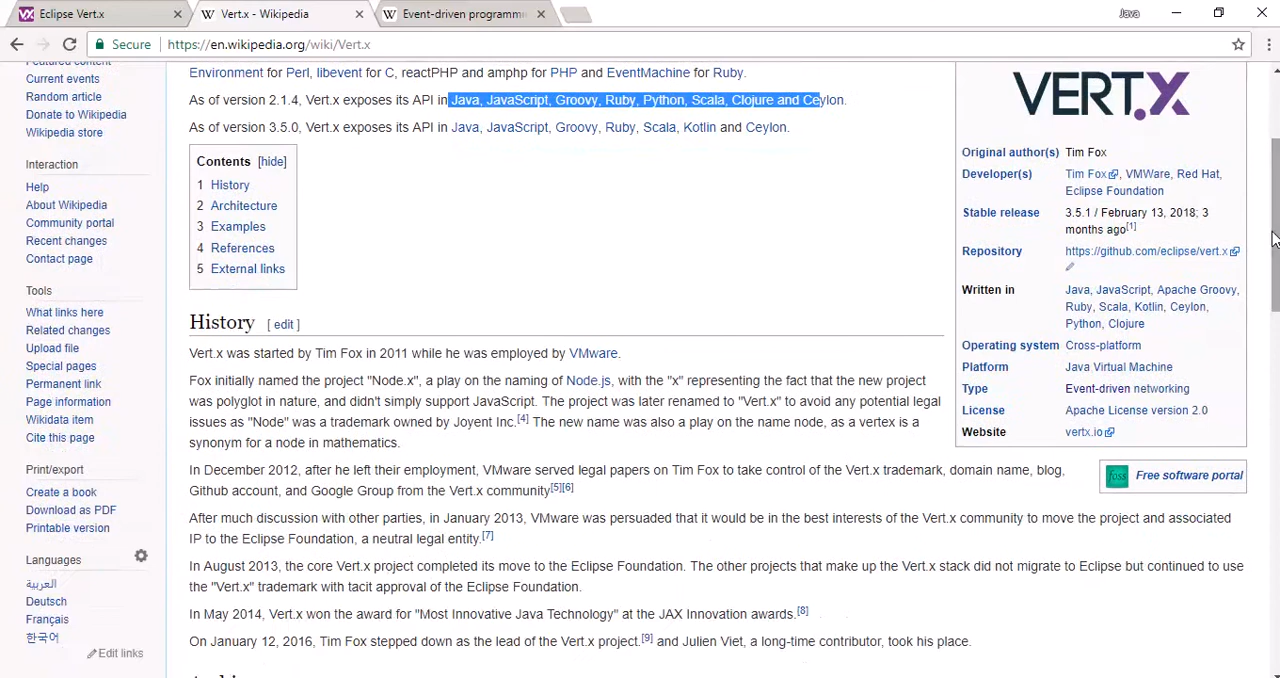 Eclipse Vert.x
Vert.x - Wikipedia
Event-driven programm
Java
Secure
https://en.wikipedia.org/wiki/Vert.x
Current events
Random article
Donate to Wikipedia
Wikipedia store
Interaction
Help
About Wikipedia
Community portal
Recent changes
Contact page
Tools
What links here
Related changes
Upload file
Special pages
Permanent link
Page information
Wikidata item
Cite this page
Print/export
Create a book
Download as PDF
Printable version
Languages
العربية
Deutsch
Français
한국어
Edit links
Environment for Perl, libevent for C, reactPHP and amphp for PHP and EventMachine for Ruby.
As of version 2.1.4, Vert.x exposes its API in Java, JavaScript, Groovy, Ruby, Python, Scala, Clojure and Ceylon.
As of version 3.5.0, Vert.x exposes its API in Java, JavaScript, Groovy, Ruby, Scala, Kotlin and Ceylon.
Contents [hide]
1 History
2 Architecture
3 Examples
4 References
5 External links
History [ edit ]
Vert.x was started by Tim Fox in 2011 while he was employed by VMware.
Fox initially named the project "Node.x", a play on the naming of Node.js, with the "x" representing the fact that the new project
was polyglot in nature, and didn't simply support JavaScript. The project was later renamed to "Vert.x" to avoid any potential legal
issues as "Node" was a trademark owned by Joyent Inc.[4] The new name was also a play on the name node, as a vertex is a
synonym for a node in mathematics.
In December 2012, after he left their employment, VMware served legal papers on Tim Fox to take control of the Vert.x trademark, domain name, blog,
Github account, and Google Group from the Vert.x community[5][6]
After much discussion with other parties, in January 2013, VMware was persuaded that it would be in the best interests of the Vert.x community to move the project and associated
IP to the Eclipse Foundation, a neutral legal entity.[7]
In August 2013, the core Vert.x project completed its move to the Eclipse Foundation. The other projects that make up the Vert.x stack did not migrate to Eclipse but continued to use
the "Vert.x" trademark with tacit approval of the Eclipse Foundation.
In May 2014, Vert.x won the award for "Most Innovative Java Technology" at the JAX Innovation awards.[8]
On January 12, 2016, Tim Fox stepped down as the lead of the Vert.x project.[9] and Julien Viet, a long-time contributor, took his place.
VERT.X
Original author(s) Tim Fox
Developer(s) Tim Fox, VMWare, Red Hat,
Eclipse Foundation
Stable release 3.5.1 / February 13, 2018; 3
months ago[1]
Repository https://github.com/eclipse/vert.x
Written in Java, JavaScript, Apache Groovy,
Ruby, Scala, Kotlin, Ceylon,
Python, Clojure
Operating system Cross-platform
Platform Java Virtual Machine
Type Event-driven networking
License Apache License version 2.0
Website vertx.io
foss
Free software portal